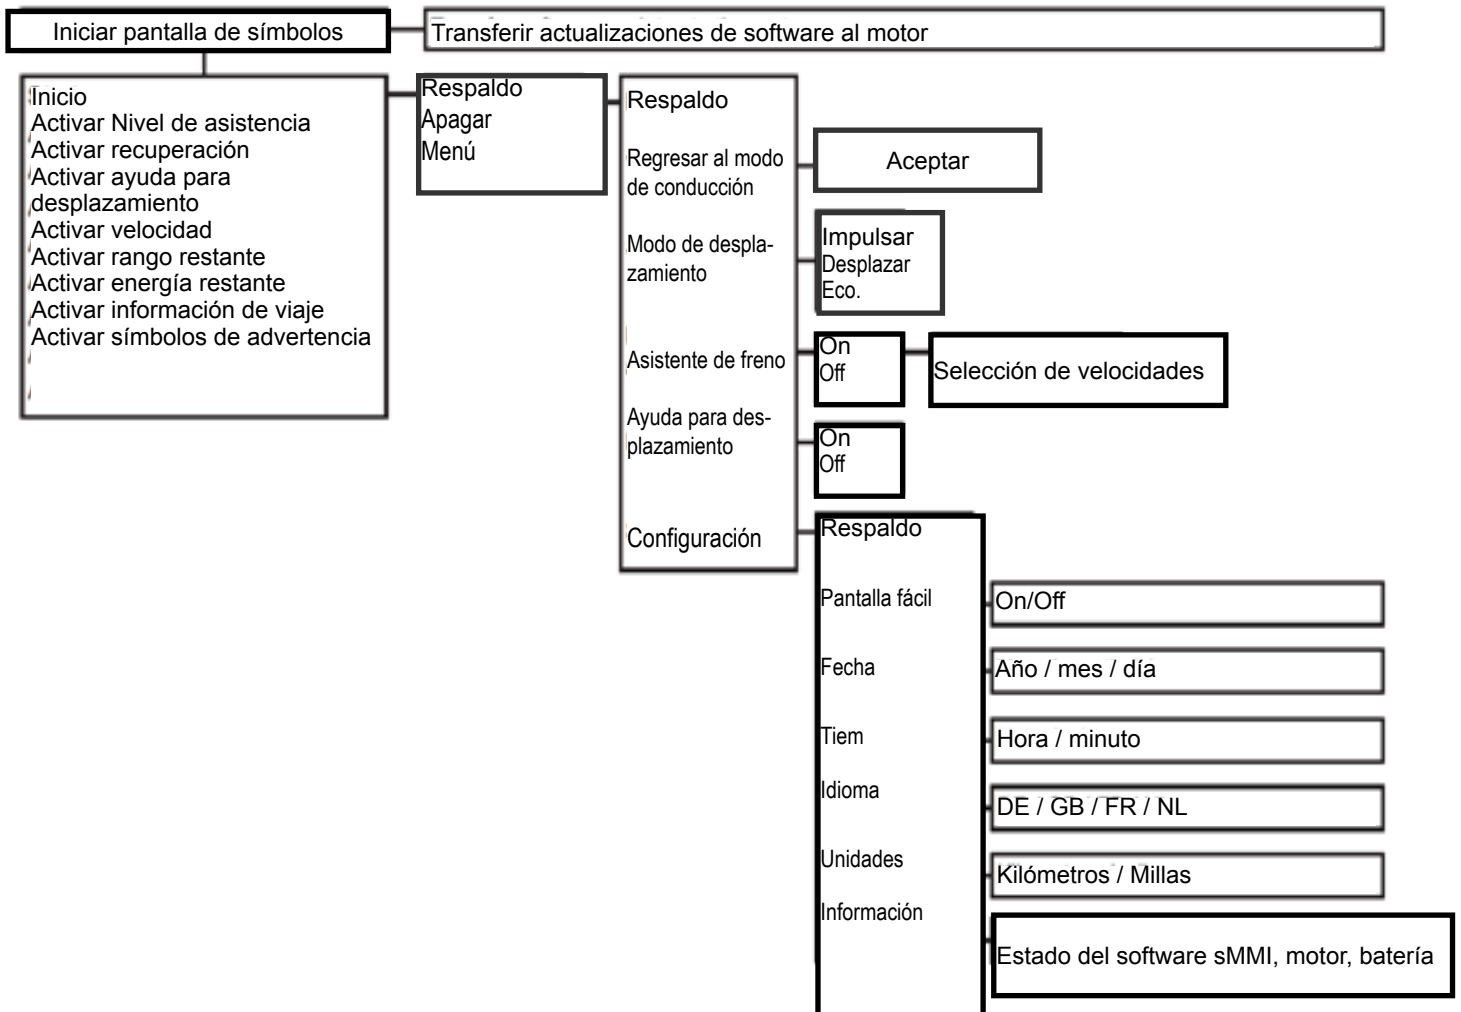 Iniciar pantalla de símbolos
Transferir actualizaciones de software al motor
Inicio
Activar Nivel de asistencia
Activar recuperación
Activar ayuda para
desplazamiento
Activar velocidad
Activar rango restante
Activar energía restante
Activar información de viaje
Activar símbolos de advertencia
Respaldo
Apagar
Menú
Respaldo
Regresar al modo
de conducción
Aceptar
Modo de despla-
zamiento
Impulsar
Desplazar
Eco.
Asistente de freno
On
Off
Selección de velocidades
Ayuda para des-
plazamiento
On
Off
Configuración
Respaldo
Pantalla fácil
On/Off
Fecha
Año / mes / día
Tiem
Hora / minuto
Idioma
DE / GB / FR / NL
Unidades
Kilómetros / Millas
Información
Estado del software sMMI, motor, batería